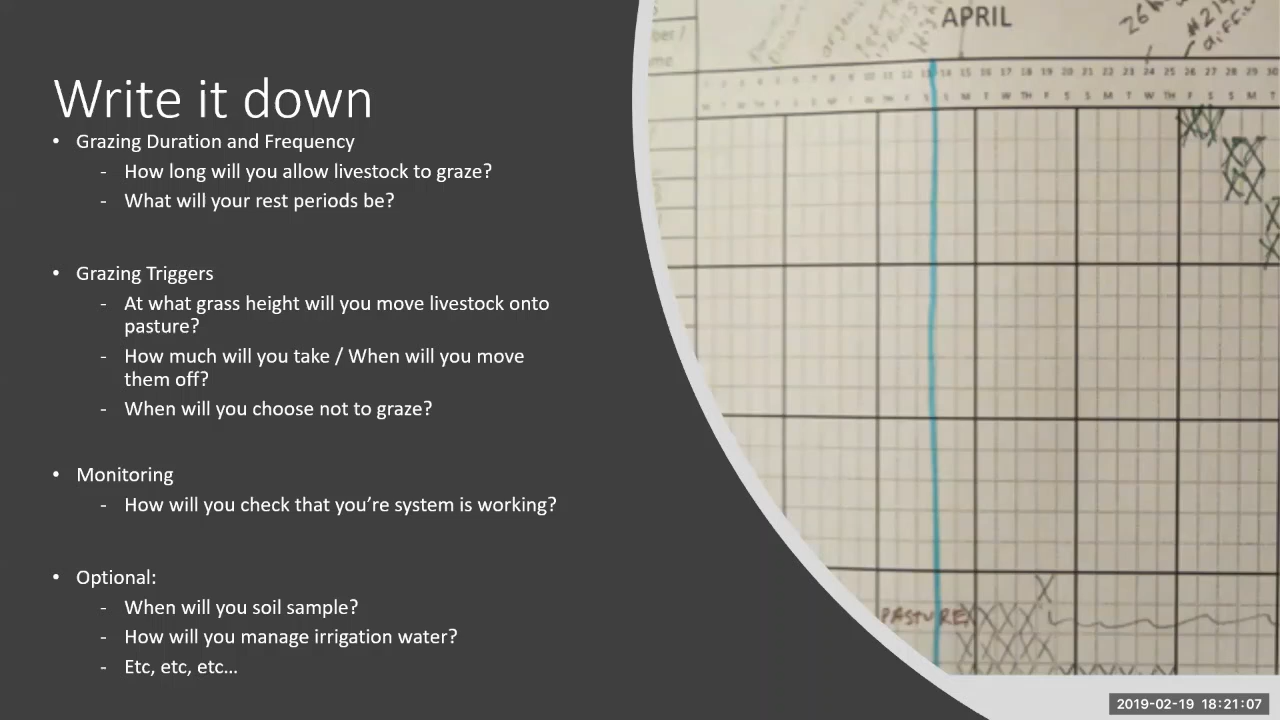 Write it down
• Grazing Duration and Frequency
- How long will you allow livestock to graze?
- What will your rest periods be?
• Grazing Triggers
- At what grass height will you move livestock onto
pasture?
- How much will you take / When will you move
them off?
- When will you choose not to graze?
• Monitoring
- How will you check that you're system is working?
• Optional:
- When will you soil sample?
- How will you manage irrigation water?
- Etc, etc, etc...
APRIL
13 14 15 16 17 18 19 20 21 22 23 24 25 26 27 28 29 30
S M T W TH F S S M T W TH F S S M T
PASTURE
2019-02-19 18:21:07